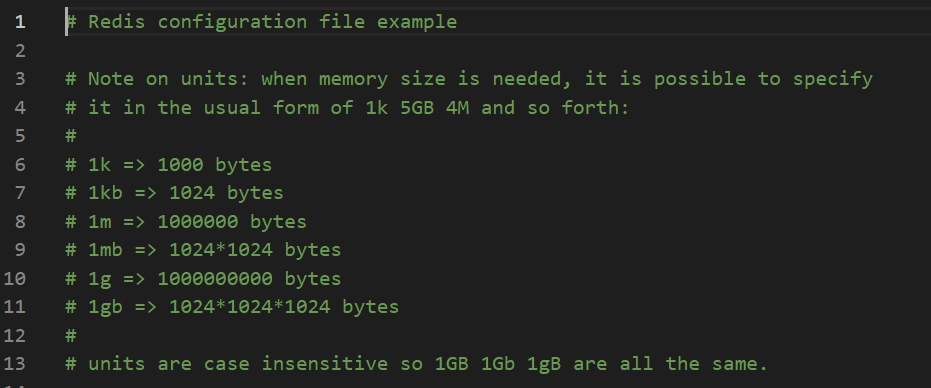 1 # Redis configuration file example
2
3 # Note on units: when memory size is needed, it is possible to specify
4 # it in the usual form of 1k 5GB 4M and so forth:
5 #
6 # 1k => 1000 bytes
7 # 1kb => 1024 bytes
8 # 1m => 1000000 bytes
9 # 1mb => 1024*1024 bytes
10 # 1g => 1000000000 bytes
11 # 1gb => 1024*1024*1024 bytes
12 #
13 # units are case insensitive so 1GB 1Gb 1gB are all the same.